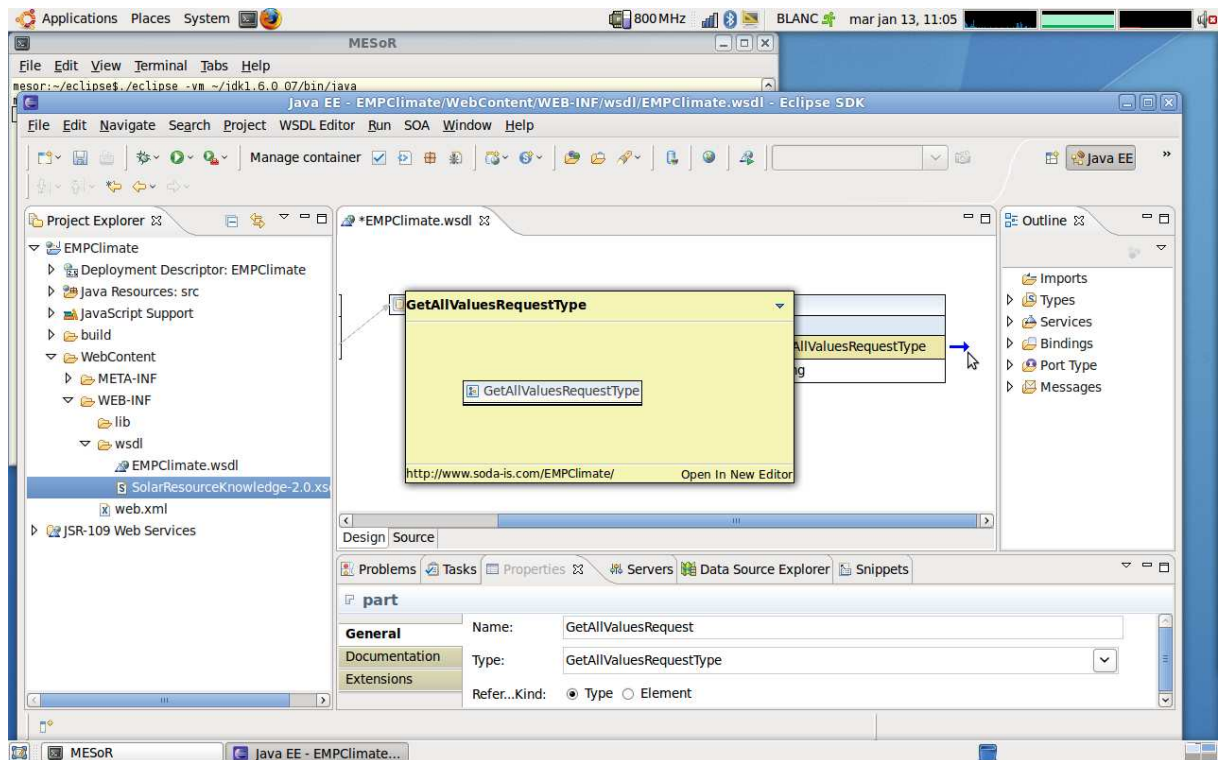 Applications Places System 800 MHz BLANC mar jan 13, 11:05
MESoR
File Edit View Terminal Tabs Help
mesor:~/eclipse$./eclipse -vm ~/jdk1.6.0_07/bin/java
Java EE - EMPClimate/WebContent/WEB-INF/wsdl/EMPClimate.wsdl - Eclipse SDK
File Edit Navigate Search Project WSDL Editor Run SOA Window Help
Manage container Java EE »
Project Explorer *EMPClimate.wsdl Outline
EMPClimate
Deployment Descriptor: EMPClimate
Java Resources: src
JavaScript Support
build
WebContent
META-INF
WEB-INF
lib
wsdl
EMPClimate.wsdl
SolarResourceKnowledge-2.0.xs
web.xml
JSR-109 Web Services
GetAllValuesRequestType
AllValuesRequestType
ng
GetAllValuesRequestType
http://www.soda-is.com/EMPClimate/ Open In New Editor
Design Source
Imports
Types
Services
Bindings
Port Type
Messages
Problems Tasks Properties Servers Data Source Explorer Snippets
part
General
Documentation
Extensions
Name: GetAllValuesRequest
Type: GetAllValuesRequestType
Refer...Kind: Type Element
MESoR Java EE - EMPClimate...